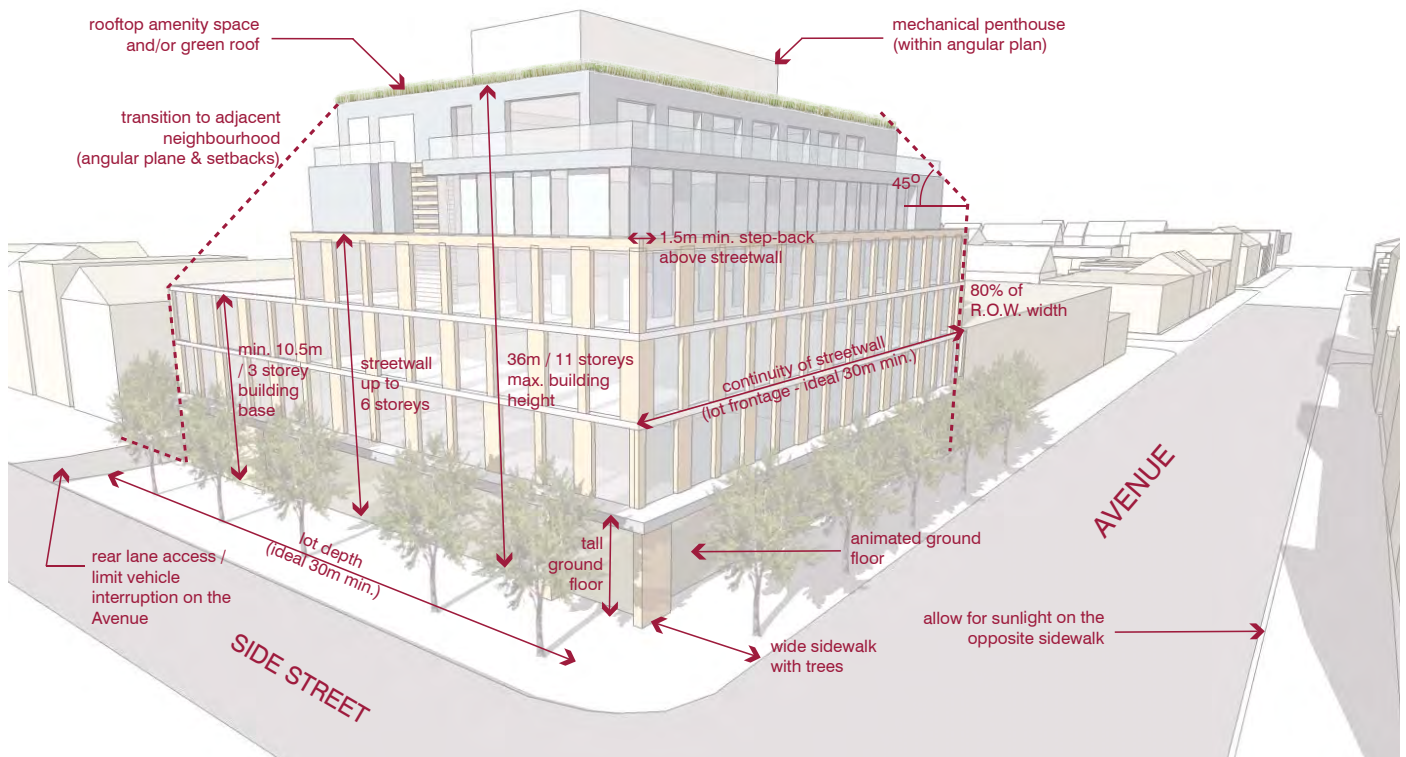 rooftop amenity space
and/or green roof
mechanical penthouse
(within angular plan)
transition to adjacent
neighbourhood
(angular plane & setbacks)
45°
1.5m min. step-back
above streetwall
80% of
R.O.W. width
min. 10.5m
/ 3 storey
building
base
streetwall
up to
6 storeys
36m / 11 storeys
max. building
height
continuity of streetwall
(lot frontage - ideal 30m min.)
rear lane access /
limit vehicle
interruption on the
Avenue
lot depth
(ideal 30m min.)
tall
ground
floor
animated ground
floor
AVENUE
allow for sunlight on the
opposite sidewalk
wide sidewalk
with trees
SIDE STREET